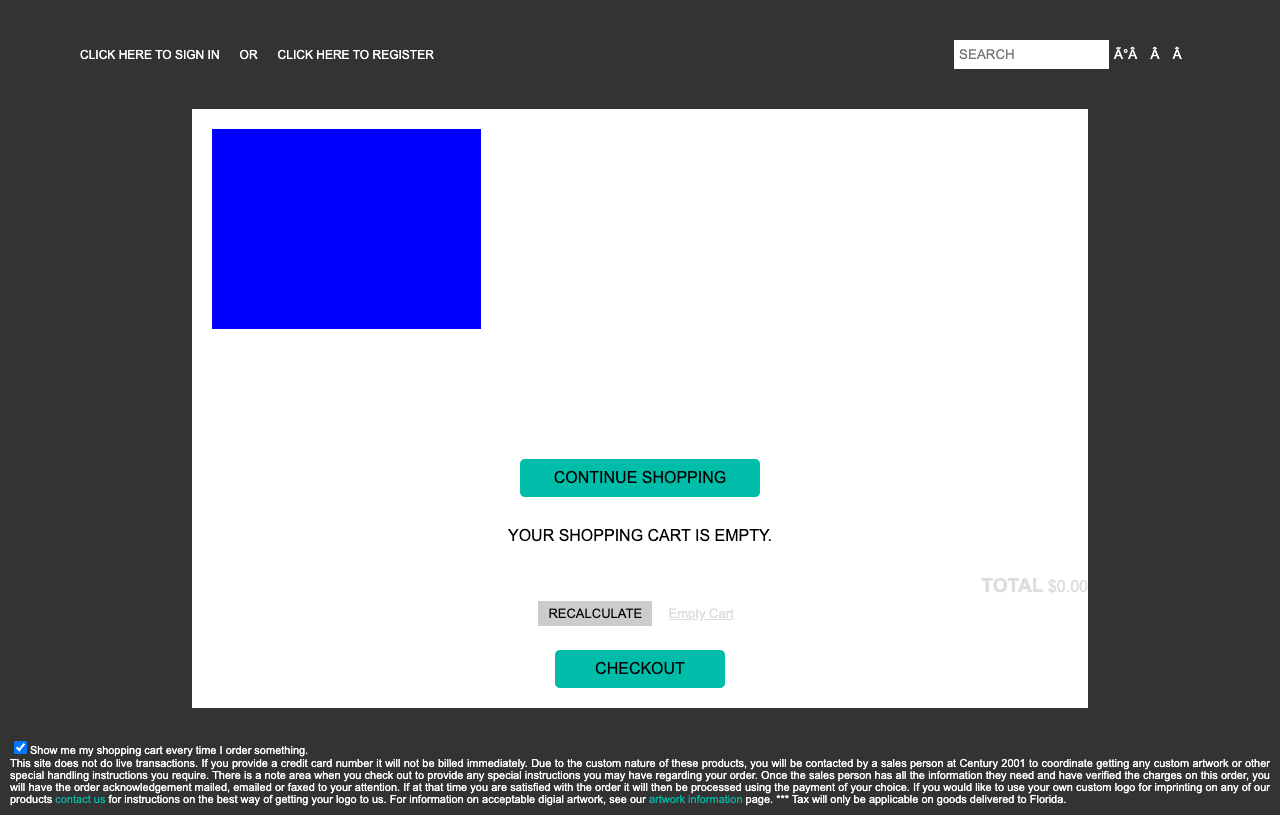 CLICK HERE TO SIGN IN OR CLICK HERE TO REGISTER
SEARCH Ãºﾂ Â Â
CONTINUE SHOPPING
YOUR SHOPPING CART IS EMPTY.
TOTAL $0.00
RECALCULATE Empty Cart
CHECKOUT
Show me my shopping cart every time I order something.
This site does not do live transactions. If you provide a credit card number it will not be billed immediately. Due to the custom nature of these products, you will be contacted by a sales person at Century 2001 to coordinate getting any custom artwork or other
special handling instructions you require. There is a note area when you check out to provide any special instructions you may have regarding your order. Once the sales person has all the information they need and have verified the charges on this order, you
will have the order acknowledgement mailed, emailed or faxed to your attention. If at that time you are satisfied with the order it will then be processed using the payment of your choice. If you would like to use your own custom logo for imprinting on any of our
products contact us for instructions on the best way of getting your logo to us. For information on acceptable digial artwork, see our artwork information page. *** Tax will only be applicable on goods delivered to Florida.